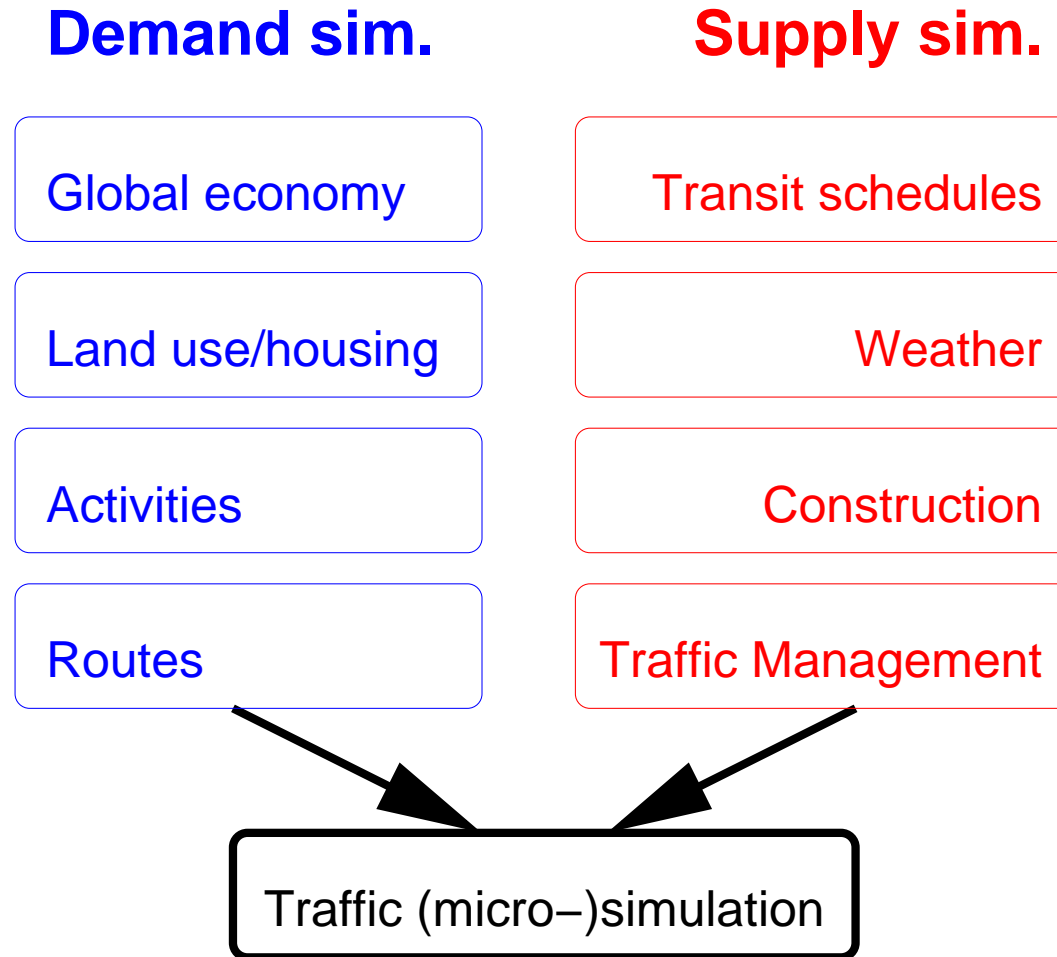 Demand sim.
Supply sim.
Global economy
Transit schedules
Land use/housing
Weather
Activities
Construction
Routes
Traffic Management
Traffic (micro−)simulation